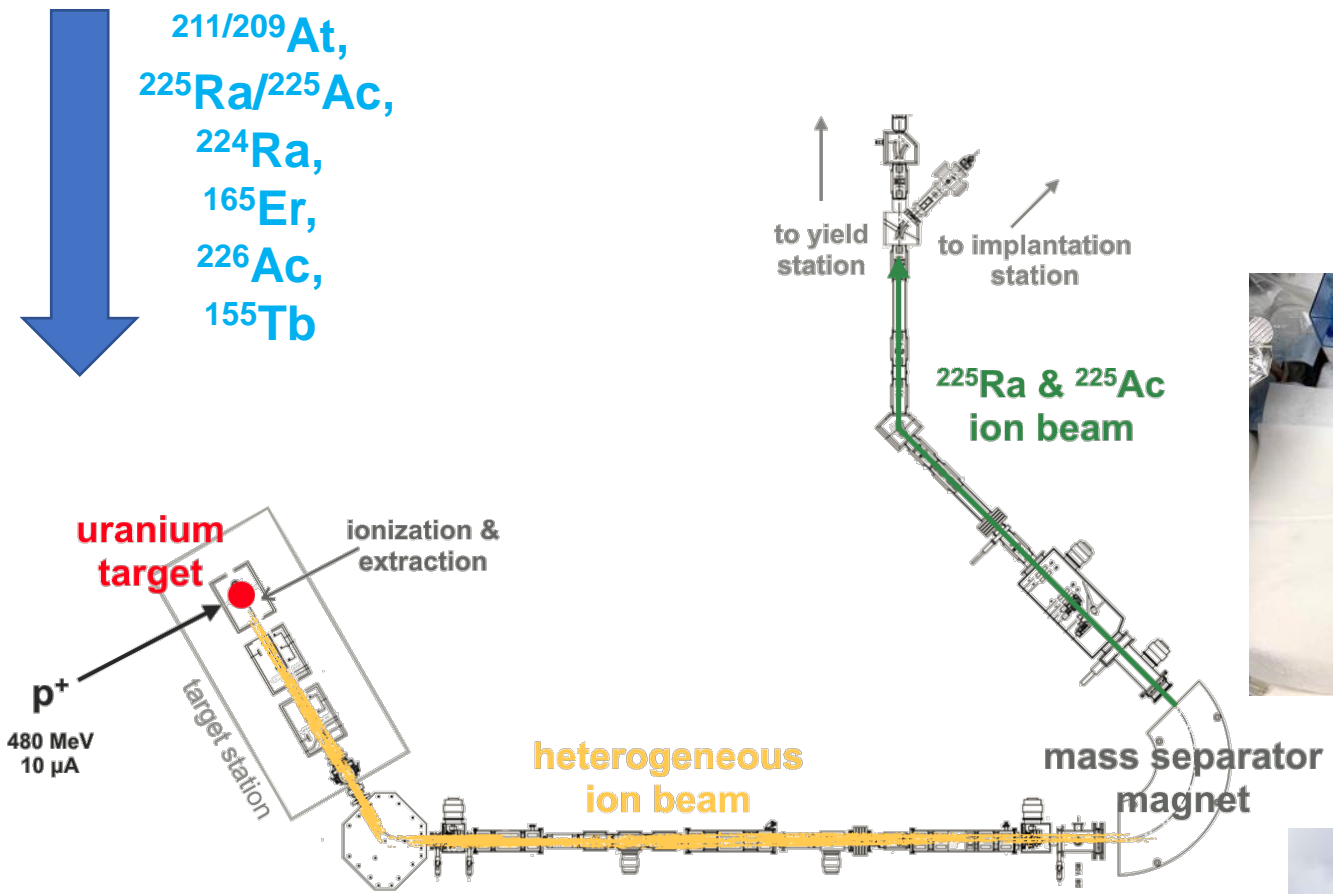 ²¹¹/²⁰⁹At,
²²⁵Ra/²²⁵Ac,
²²⁴Ra,
¹⁶⁵Er,
²²⁶Ac,
¹⁵⁵Tb
to yield
station
to implantation
station
²²⁵Ra & ²²⁵Ac
ion beam
uranium
target
ionization &
extraction
p⁺
480 MeV
10 µA
target station
heterogeneous
ion beam
mass separator
magnet